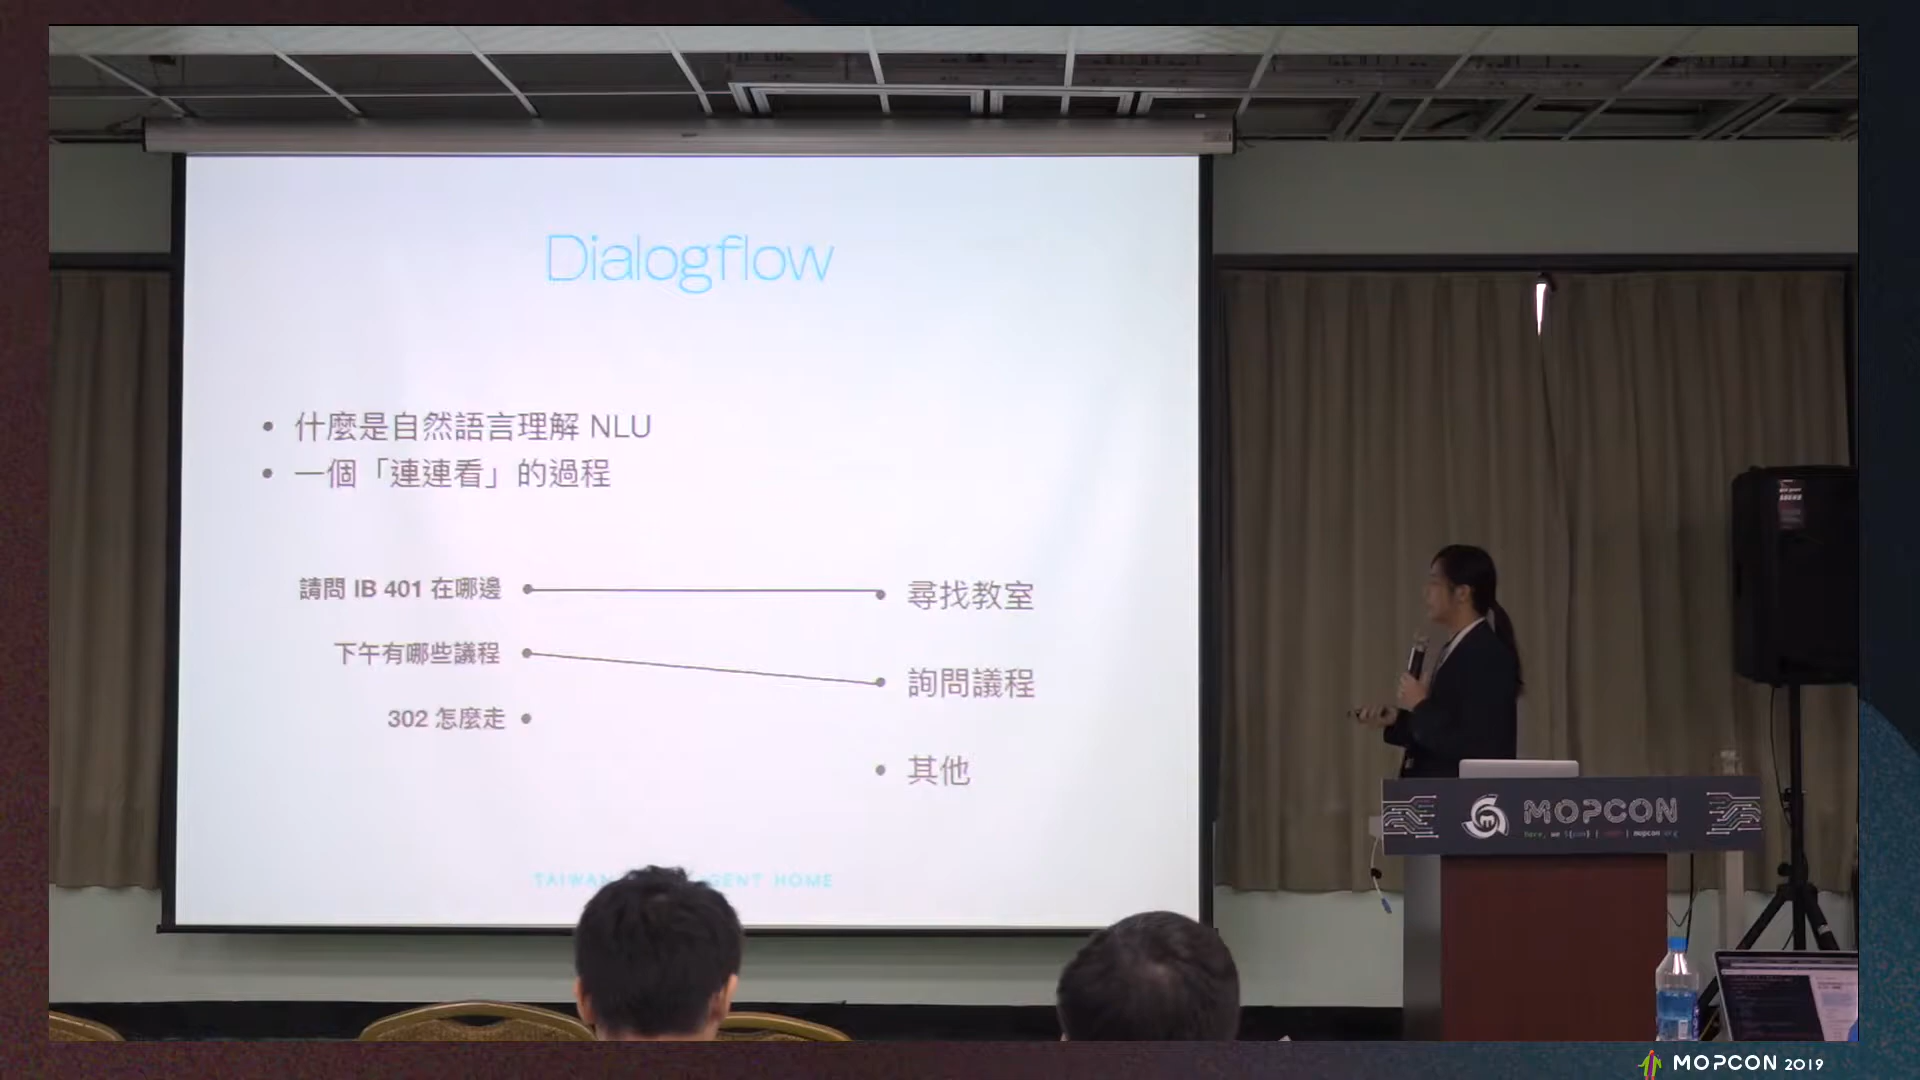 Dialogflow
什麼是自然語言理解 NLU
一個「連連看」的過程
請問 IB 401 在哪邊
尋找教室
下午有哪些議程
詢問議程
302 怎麼走
其他
TAIWAN GENT HOME
MOPCON
MOPCON 2019